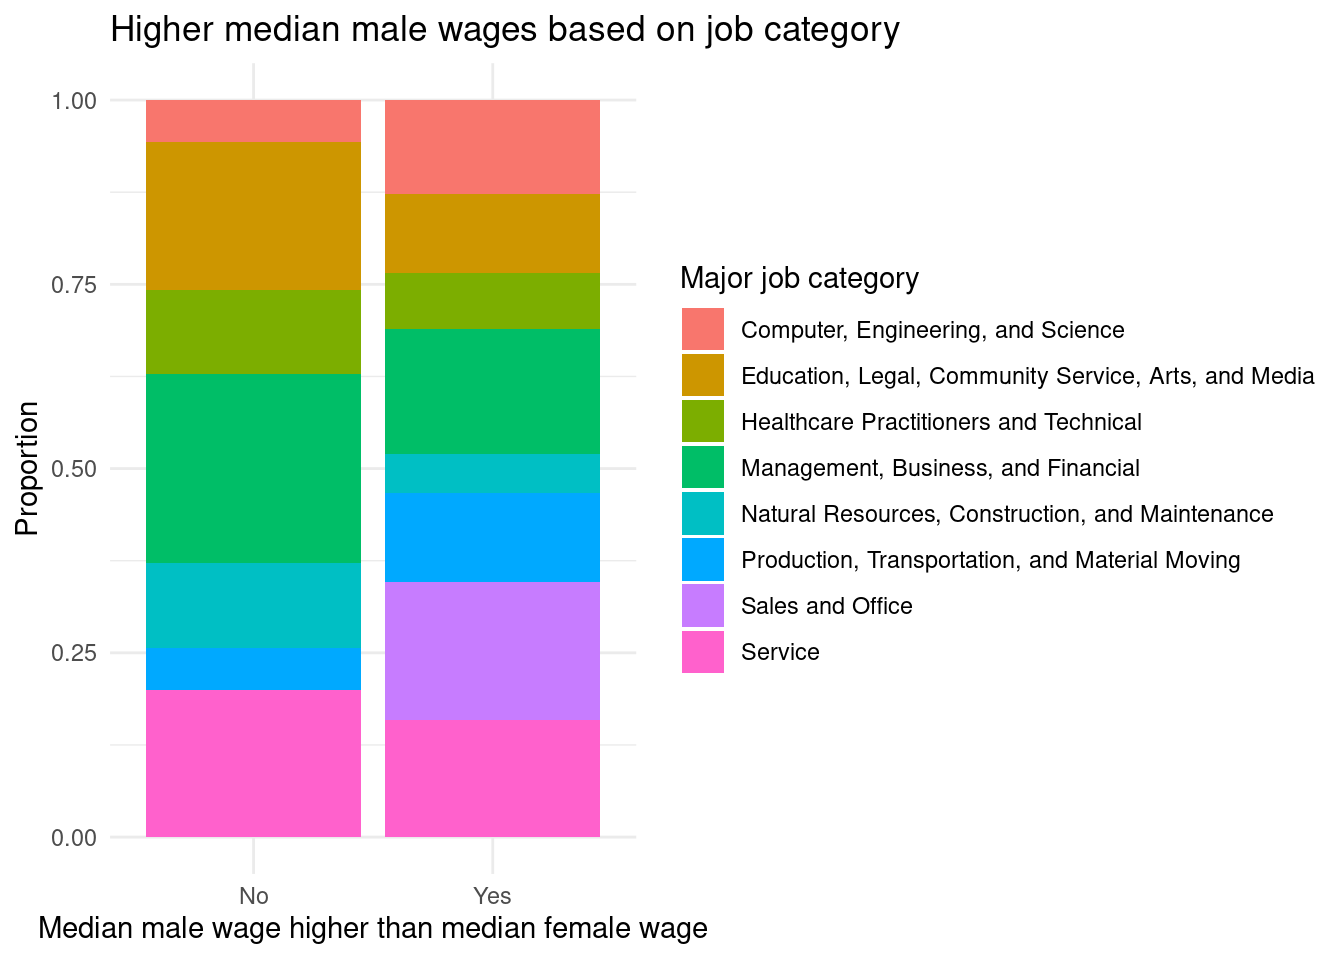 Higher median male wages based on job category
1.00
0.75
0.50
0.25
0.00
Proportion
No
Yes
Median male wage higher than median female wage
Major job category
Computer, Engineering, and Science
Education, Legal, Community Service, Arts, and Media
Healthcare Practitioners and Technical
Management, Business, and Financial
Natural Resources, Construction, and Maintenance
Production, Transportation, and Material Moving
Sales and Office
Service